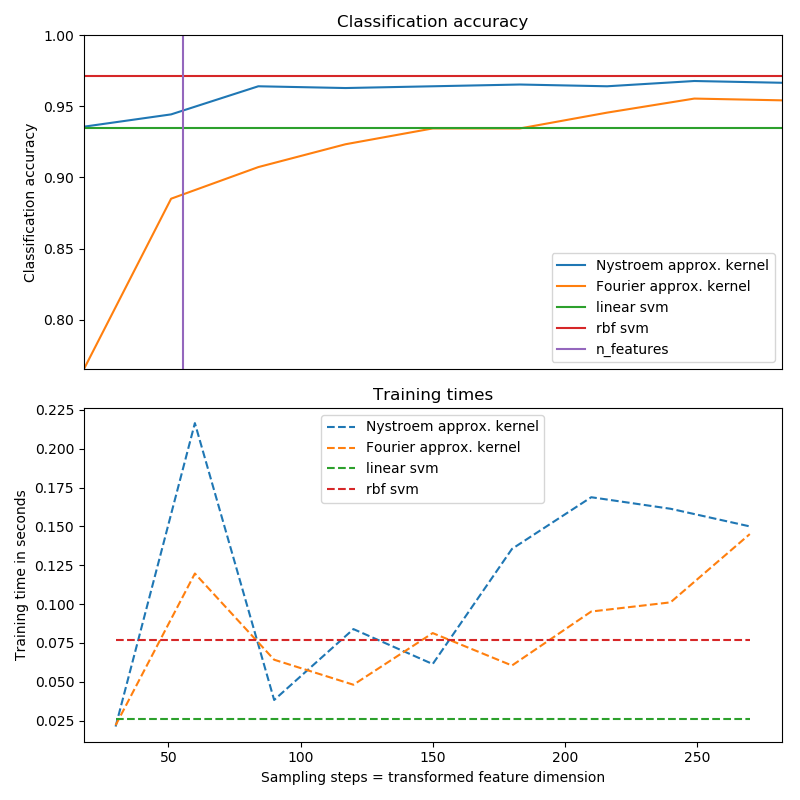 Classification accuracy
Classification accuracy
1.00
0.95
0.90
0.85
0.80
Nystroem approx. kernel
Fourier approx. kernel
linear svm
rbf svm
n_features
Training times
Training time in seconds
0.225
0.200
0.175
0.150
0.125
0.100
0.075
0.050
0.025
Nystroem approx. kernel
Fourier approx. kernel
linear svm
rbf svm
50 100 150 200 250
Sampling steps = transformed feature dimension